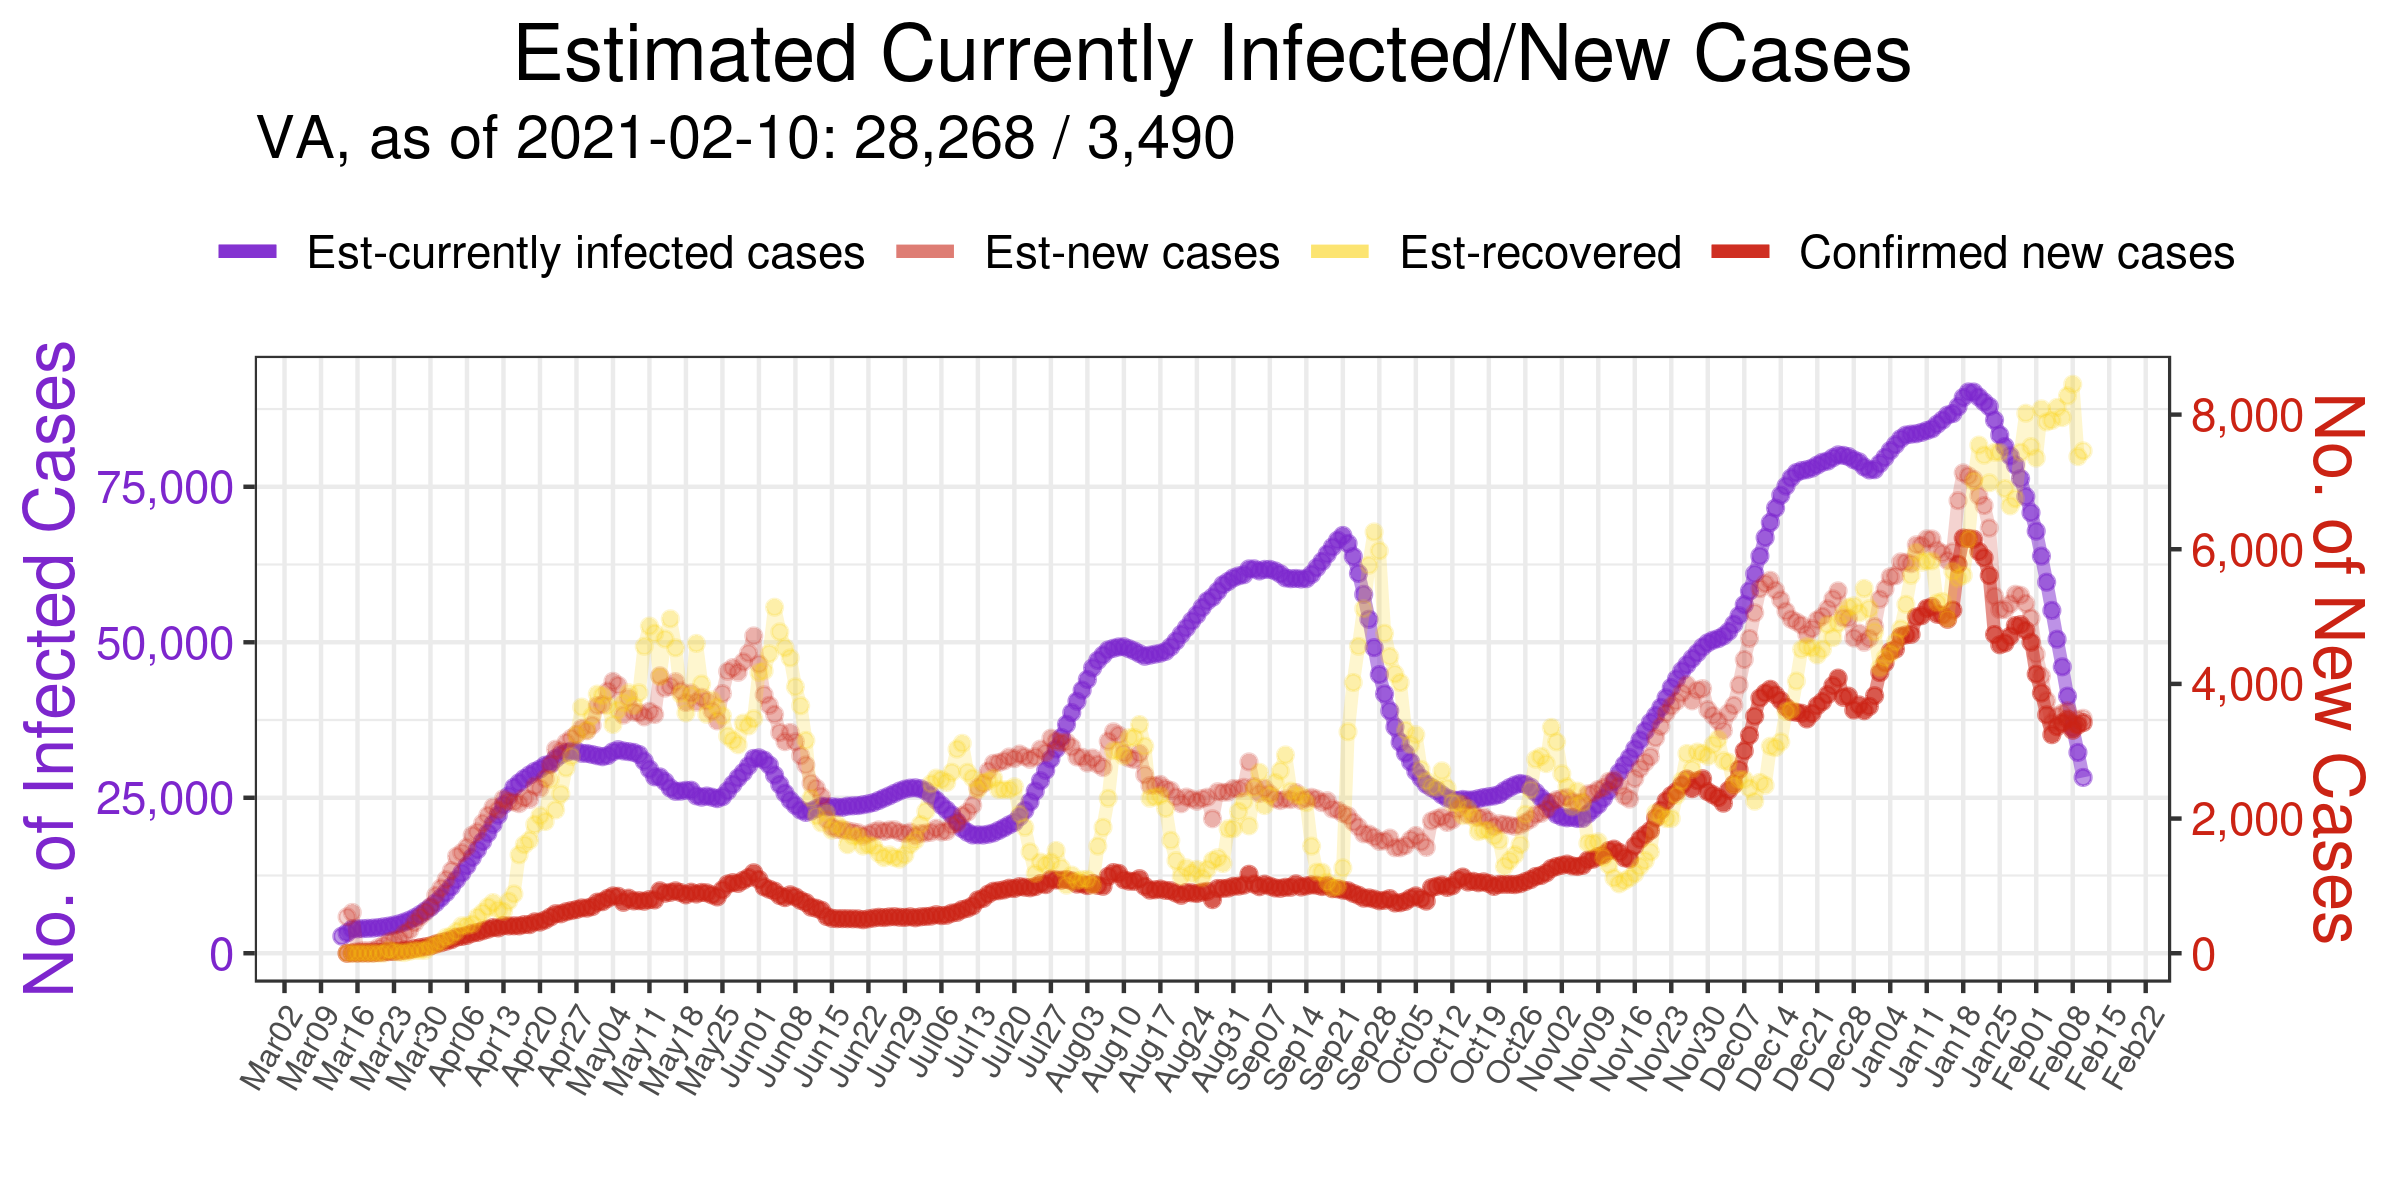 Estimated Currently Infected/New Cases
VA, as of 2021-02-10: 28,268 / 3,490
Est-currently infected cases Est-new cases Est-recovered Confirmed new cases
No. of Infected Cases
75,000
50,000
25,000
0
8,000
6,000
4,000
2,000
0
No. of New Cases
Mar02 Mar09 Mar16 Mar23 Mar30 Apr06 Apr13 Apr20 Apr27 May04 May11 May18 May25 Jun01 Jun08 Jun15 Jun22 Jun29 Jul06 Jul13 Jul20 Jul27 Aug03 Aug10 Aug17 Aug24 Aug31 Sep07 Sep14 Sep21 Sep28 Oct05 Oct12 Oct19 Oct26 Nov02 Nov09 Nov16 Nov23 Nov30 Dec07 Dec14 Dec21 Dec28 Jan04 Jan11 Jan18 Jan25 Feb01 Feb08 Feb15 Feb22